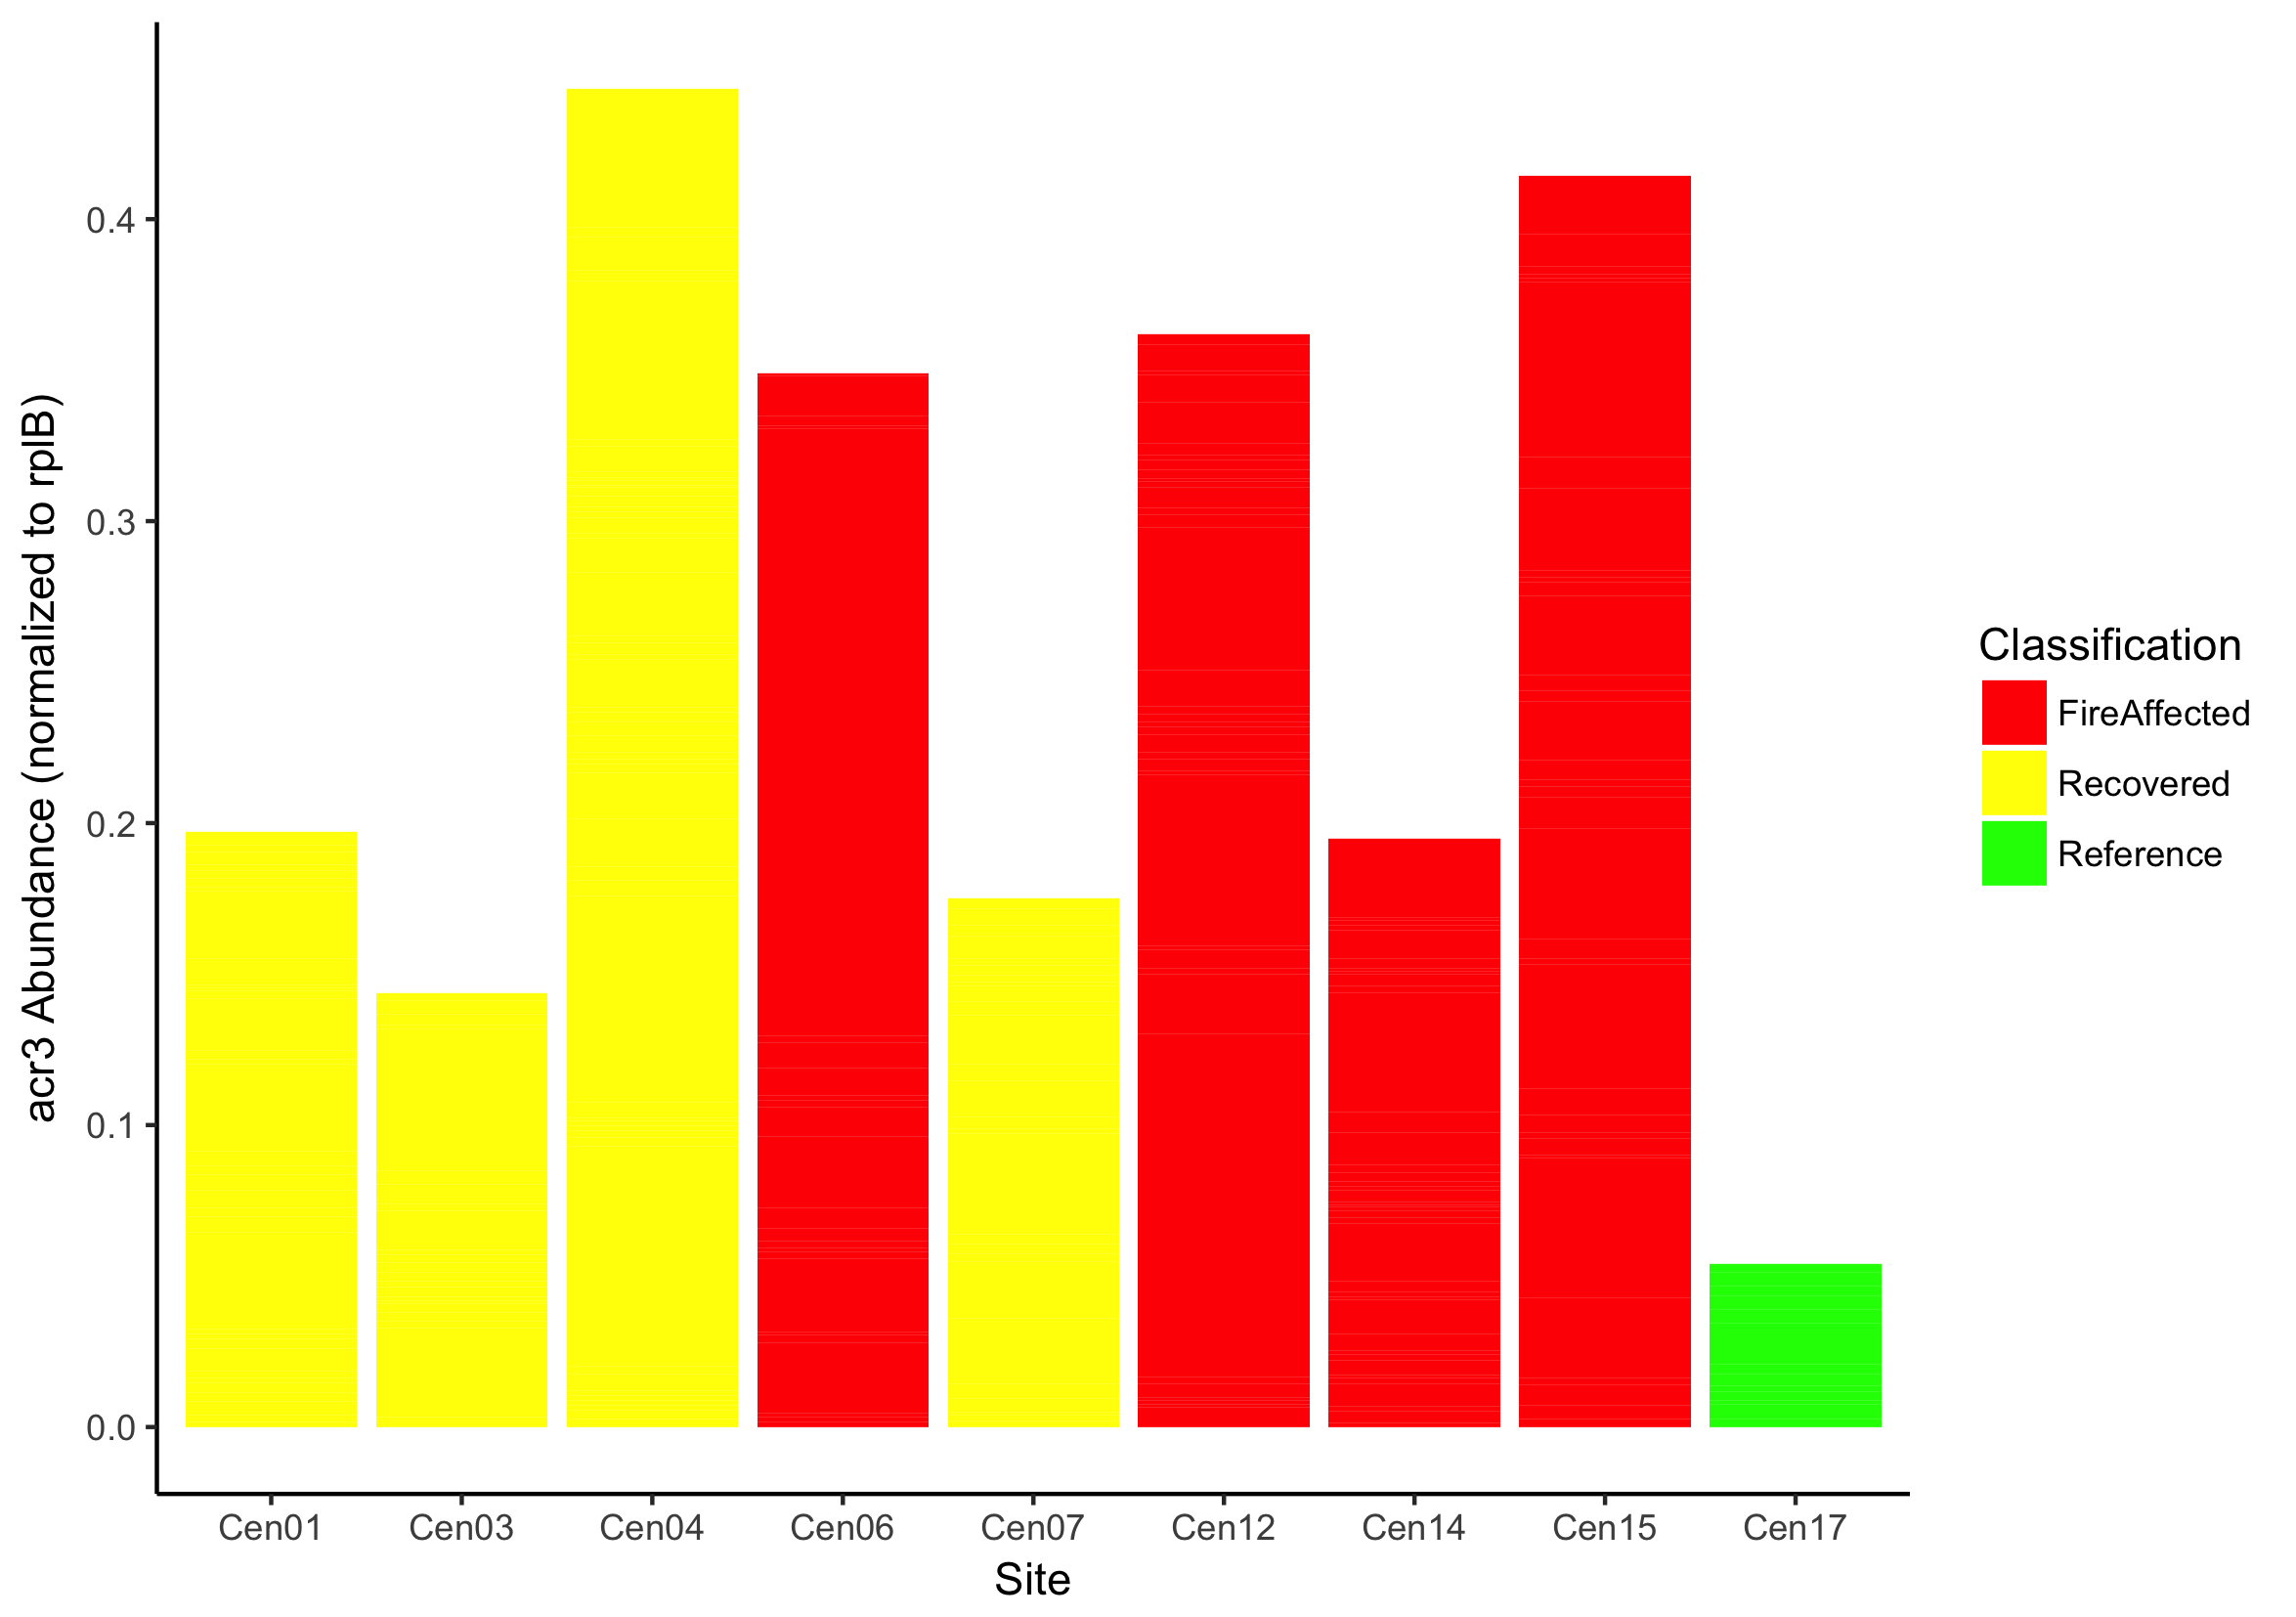 acr3 Abundance (normalized to rplB)
0.4
0.3
0.2
0.1
0.0
Cen01 Cen03 Cen04 Cen06 Cen07 Cen12 Cen14 Cen15 Cen17
Site
Classification
FireAffected
Recovered
Reference